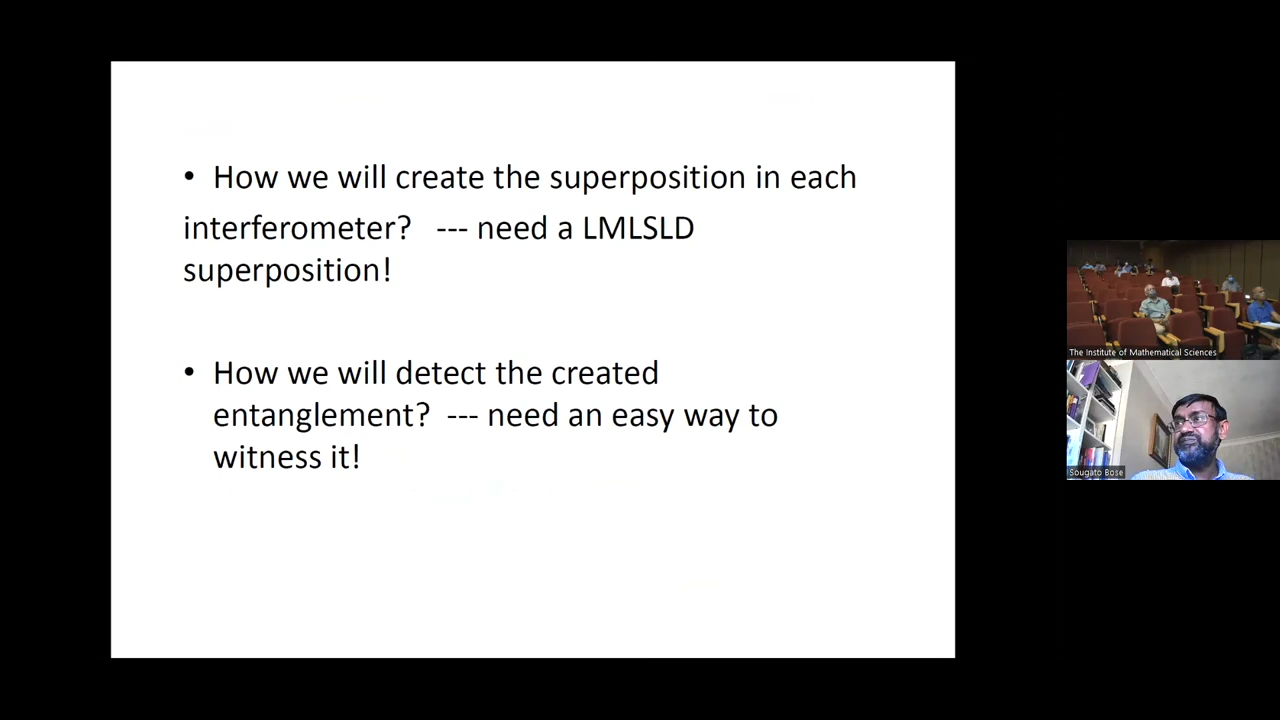 • How we will create the superposition in each
interferometer? --- need a LMLSLD
superposition!
• How we will detect the created
entanglement? --- need an easy way to
witness it!
The Institute of Mathematical Sciences
Sougato Bose